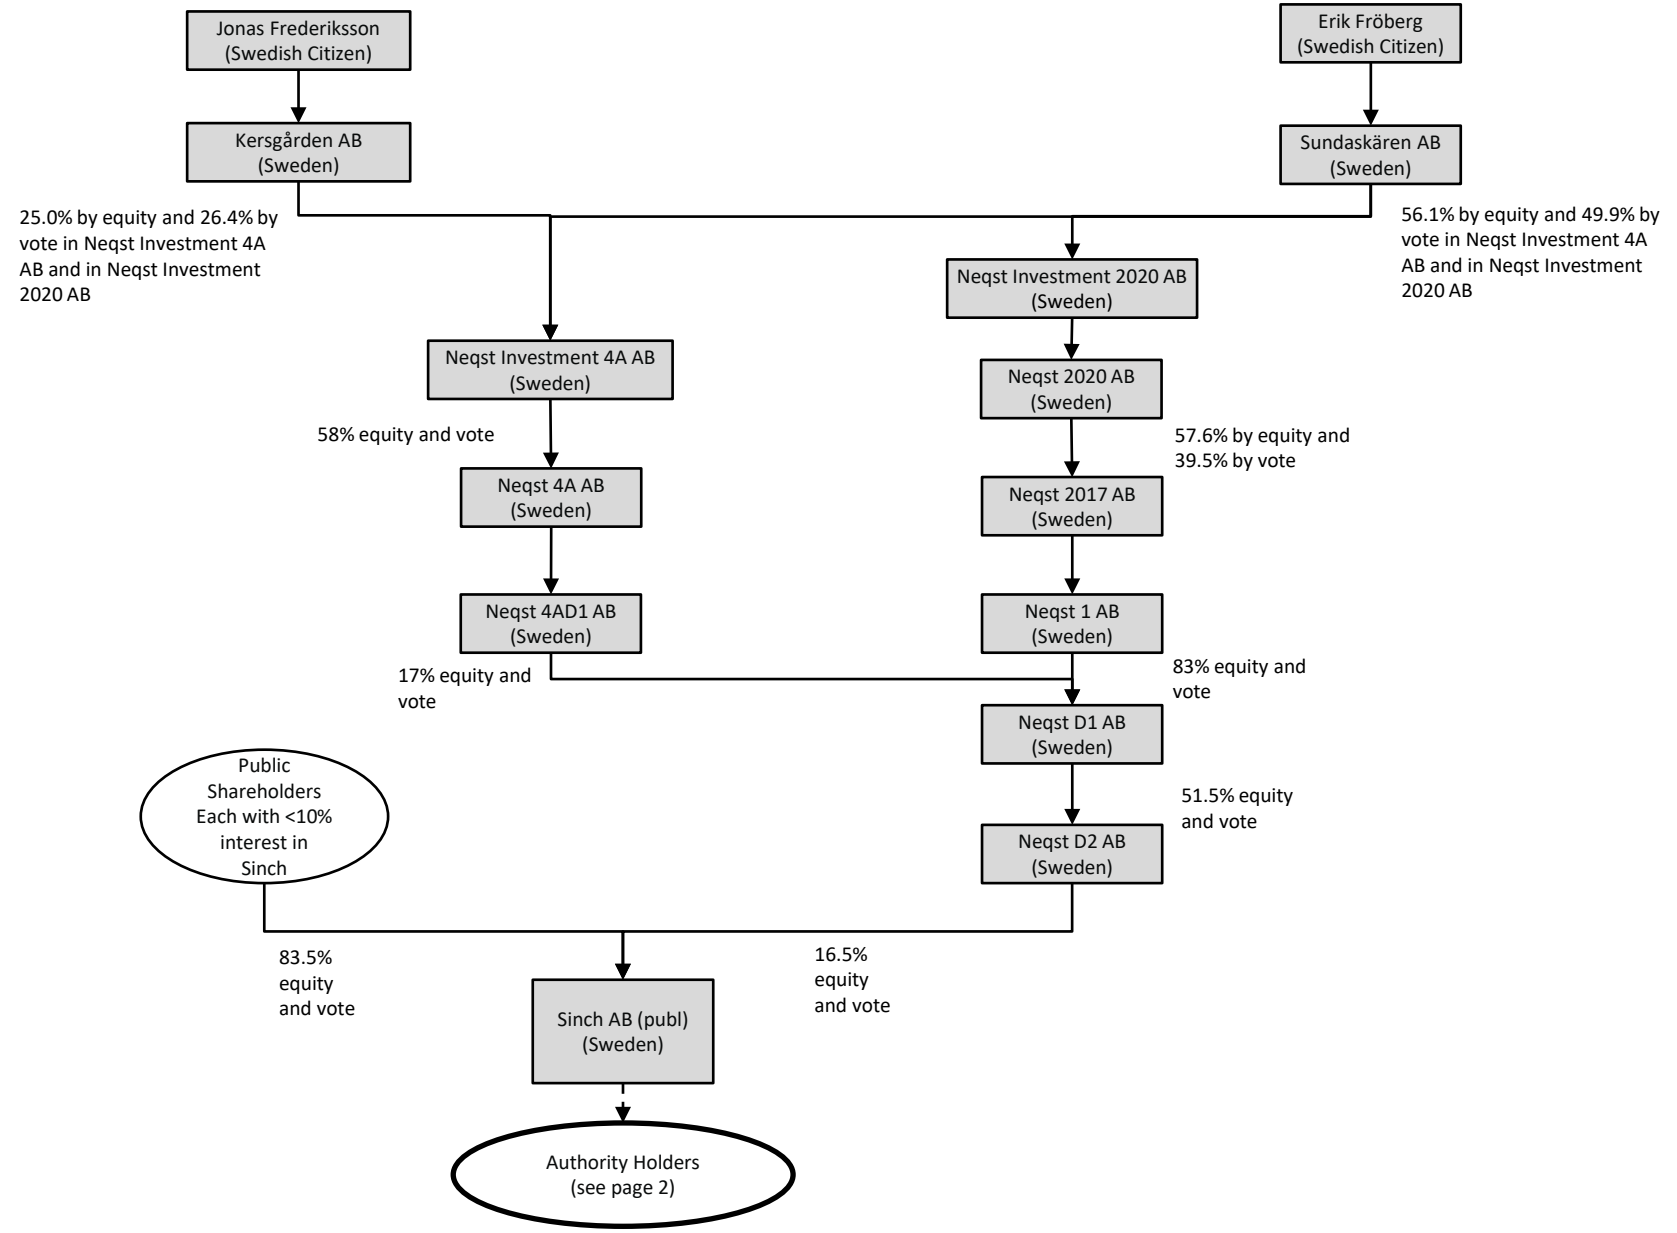 Jonas Frederiksson
(Swedish Citizen)
Erik Fröberg
(Swedish Citizen)
Kersgården AB
(Sweden)
Sundaskären AB
(Sweden)
25.0% by equity and 26.4% by
vote in Neqst Investment 4A
AB and in Neqst Investment
2020 AB
56.1% by equity and 49.9% by
vote in Neqst Investment 4A
AB and in Neqst Investment
2020 AB
Neqst Investment 2020 AB
(Sweden)
Neqst Investment 4A AB
(Sweden)
Neqst 2020 AB
(Sweden)
58% equity and vote
57.6% by equity and
39.5% by vote
Neqst 4A AB
(Sweden)
Neqst 2017 AB
(Sweden)
Neqst 4AD1 AB
(Sweden)
Neqst 1 AB
(Sweden)
17% equity and
vote
83% equity and
vote
Neqst D1 AB
(Sweden)
Public
Shareholders
Each with <10%
interest in
Sinch
51.5% equity
and vote
Neqst D2 AB
(Sweden)
83.5%
equity
and vote
16.5%
equity
and vote
Sinch AB (publ)
(Sweden)
Authority Holders
(see page 2)